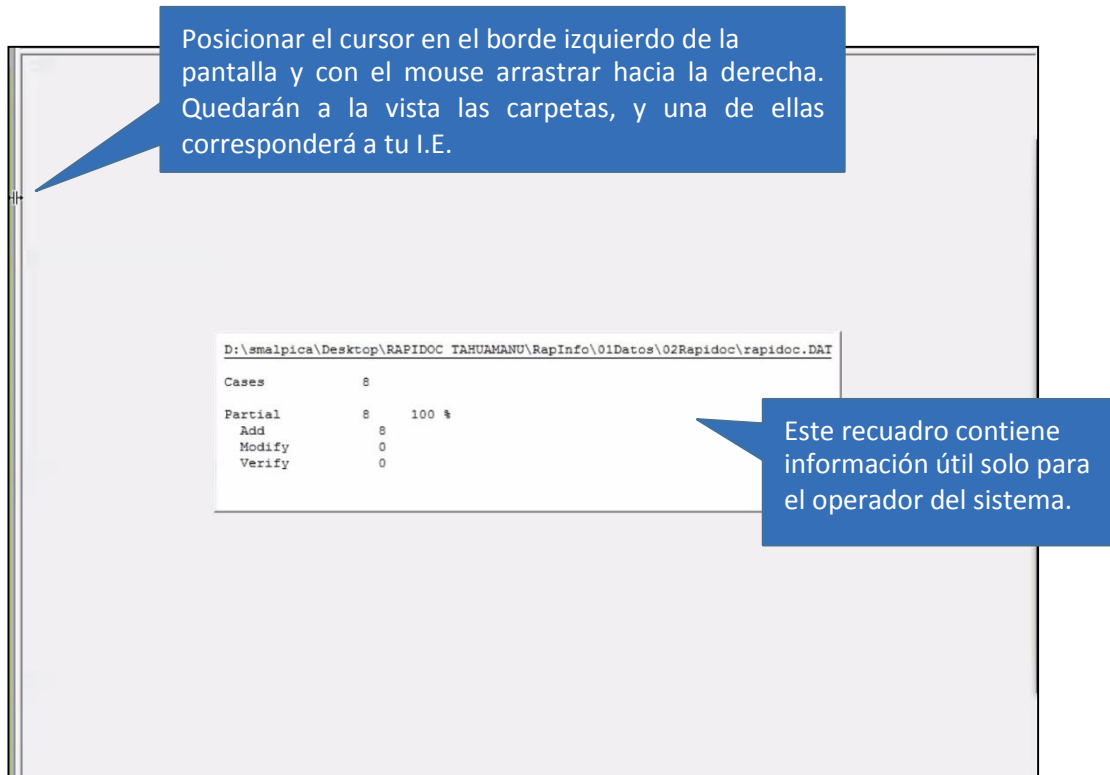 Posicionar el cursor en el borde izquierdo de la
pantalla y con el mouse arrastrar hacia la derecha.
Quedarán a la vista las carpetas, y una de ellas
corresponderá a tu I.E.
D:\smalpica\Desktop\RAPIDOC TAHUAMANU\RapInfo\01Datos\02Rapidoc\rapidoc.DAT
Cases 8
Partial 8 100 %
Add 8
Modify 0
Verify 0
Este recuadro contiene
información útil solo para
el operador del sistema.